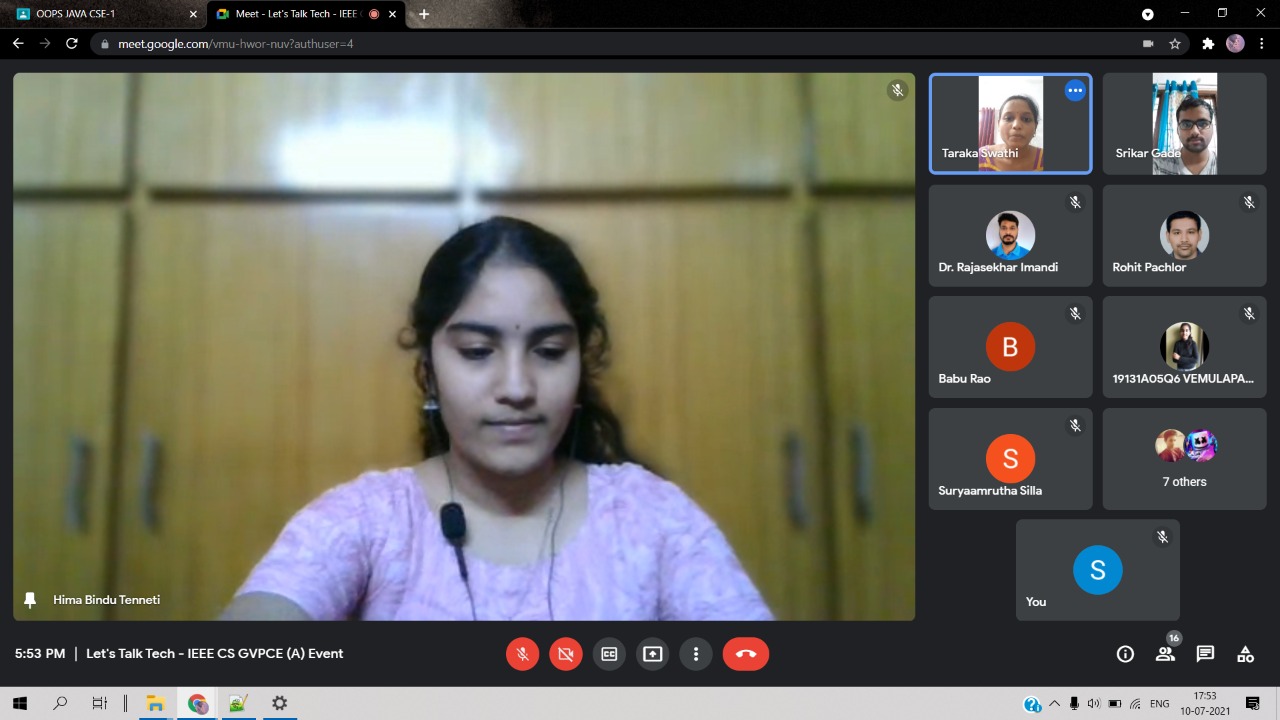 OOPS JAVA CSE-1
Meet - Let's Talk Tech - IEEE C
meet.google.com/vmu-hwor-nuv?authuser=4
Taraka Swathi
Srikar Gade
Dr. Rajasekhar Imandi
Rohit Pachlor
B
Babu Rao
19131A05Q6 VEMULAPA...
S
Suryaamrutha Silla
7 others
S
You
Hima Bindu Tenneti
5:53 PM | Let's Talk Tech - IEEE CS GVPCE (A) Event
CC
16
ENG
17:53
10-07-2021